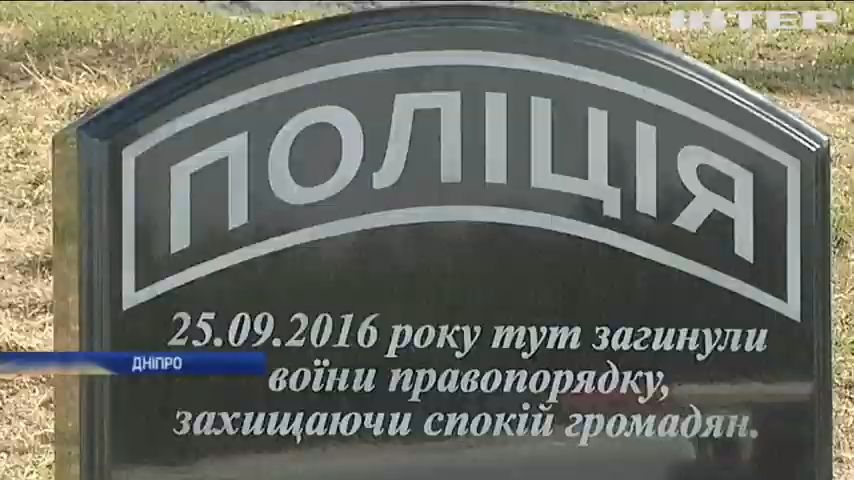 ІНТЕР
ПОЛІЦІЯ
25.09.2016 року тут загинули
воїни правопорядку,
захищаючи спокій громадян.
ДНІПРО